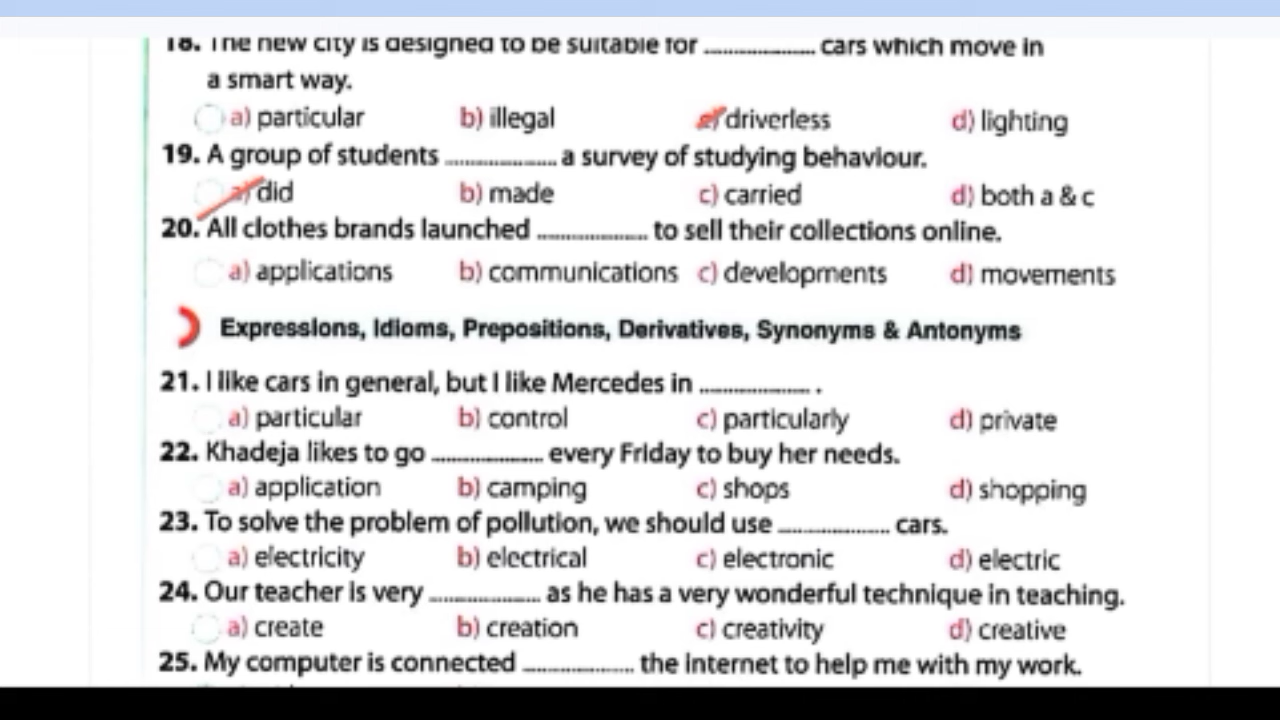 18. The new city is designed to be suitable for .................. cars which move in
a smart way.
a) particular b) illegal c) driverless d) lighting
19. A group of students .................. a survey of studying behaviour.
a) did b) made c) carried d) both a & c
20. All clothes brands launched .................. to sell their collections online.
a) applications b) communications c) developments d) movements
Expressions, Idioms, Prepositions, Derivatives, Synonyms & Antonyms
21. I like cars in general, but I like Mercedes in .................. .
a) particular b) control c) particularly d) private
22. Khadeja likes to go .................. every Friday to buy her needs.
a) application b) camping c) shops d) shopping
23. To solve the problem of pollution, we should use .................. cars.
a) electricity b) electrical c) electronic d) electric
24. Our teacher is very .................. as he has a very wonderful technique in teaching.
a) create b) creation c) creativity d) creative
25. My computer is connected .................. the internet to help me with my work.